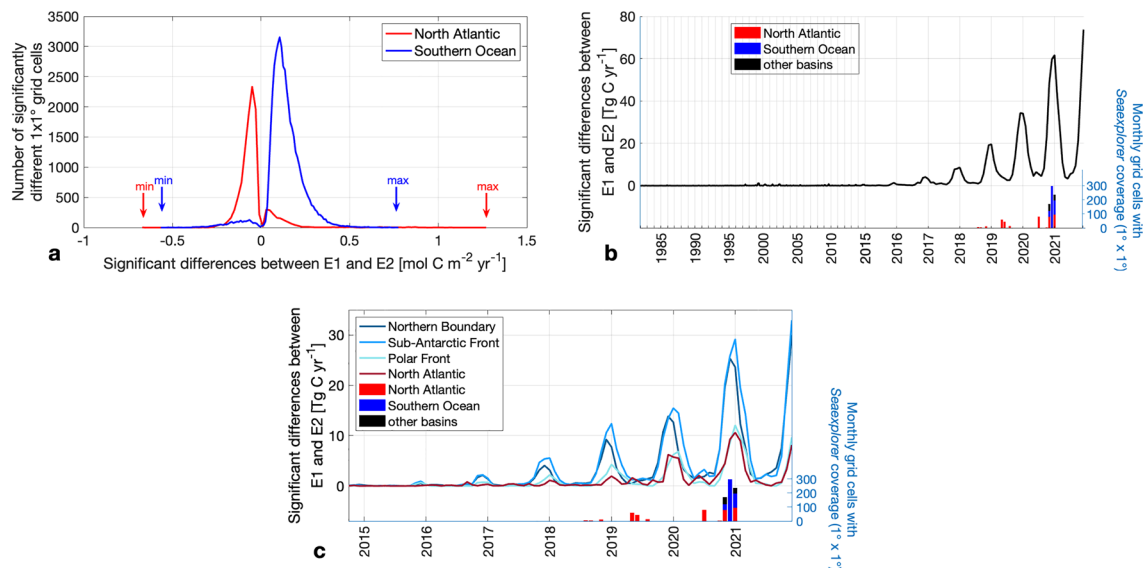 Number of significantly
different 1x1° grid cells
3500
3000
2500
2000
1500
1000
500
0
North Atlantic
Southern Ocean
min
min
max
max
-1
-0.5
0
0.5
1
1.5
a
Significant differences between E1 and E2 [mol C m-2 yr-1]
Significant differences between
E1 and E2 [Tg C yr-1]
80
60
40
20
0
North Atlantic
Southern Ocean
other basins
300
200
100
0
Monthly grid cells with
Seaexplorer coverage (1° x 1°)
1985
1990
1995
2000
2005
2010
2015
2016
2017
2018
2019
2020
2021
b
Significant differences between
E1 and E2 [Tg C yr-1]
30
20
10
0
Northern Boundary
Sub-Antarctic Front
Polar Front
North Atlantic
North Atlantic
Southern Ocean
other basins
300
200
100
0
Monthly grid cells with
Seaexplorer coverage (1° x 1°)
2015
2016
2017
2018
2019
2020
2021
c